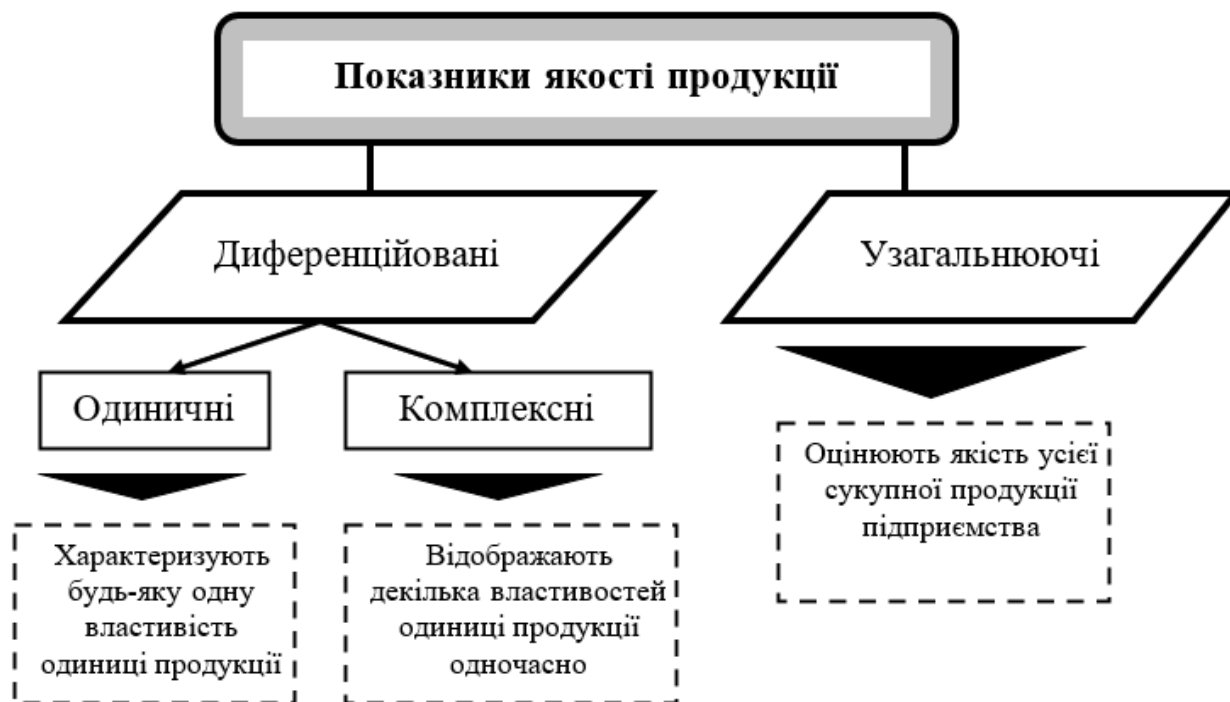 Показники якості продукції
Диференційовані
Узагальнюючі
Одиничні
Комплексні
Оцінюють якість усієї
сукупної продукції
підприємства
Характеризують
будь-яку одну
властивість
одиниці продукції
Відображають
декілька властивостей
одиниці продукції
одночасно